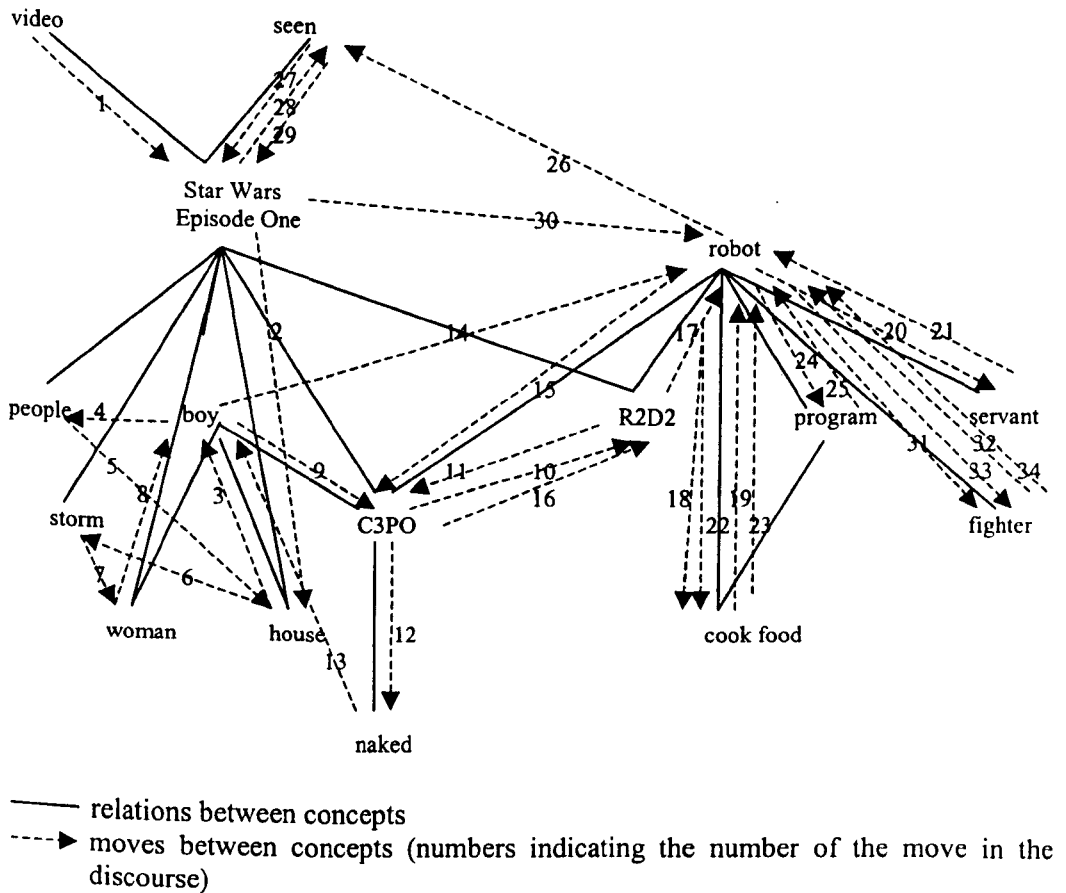 video
seen
27
1
28
29
26
Star Wars
Episode One
30
robot
2
14
17
20
21
24
15
25
people
4
boy
R2D2
program
servant
31
32
5
9
11
10
33
34
8
3
16
18
19
storm
C3PO
22
23
fighter
7
6
woman
house
12
cook food
13
naked
relations between concepts
moves between concepts (numbers indicating the number of the move in the
discourse)